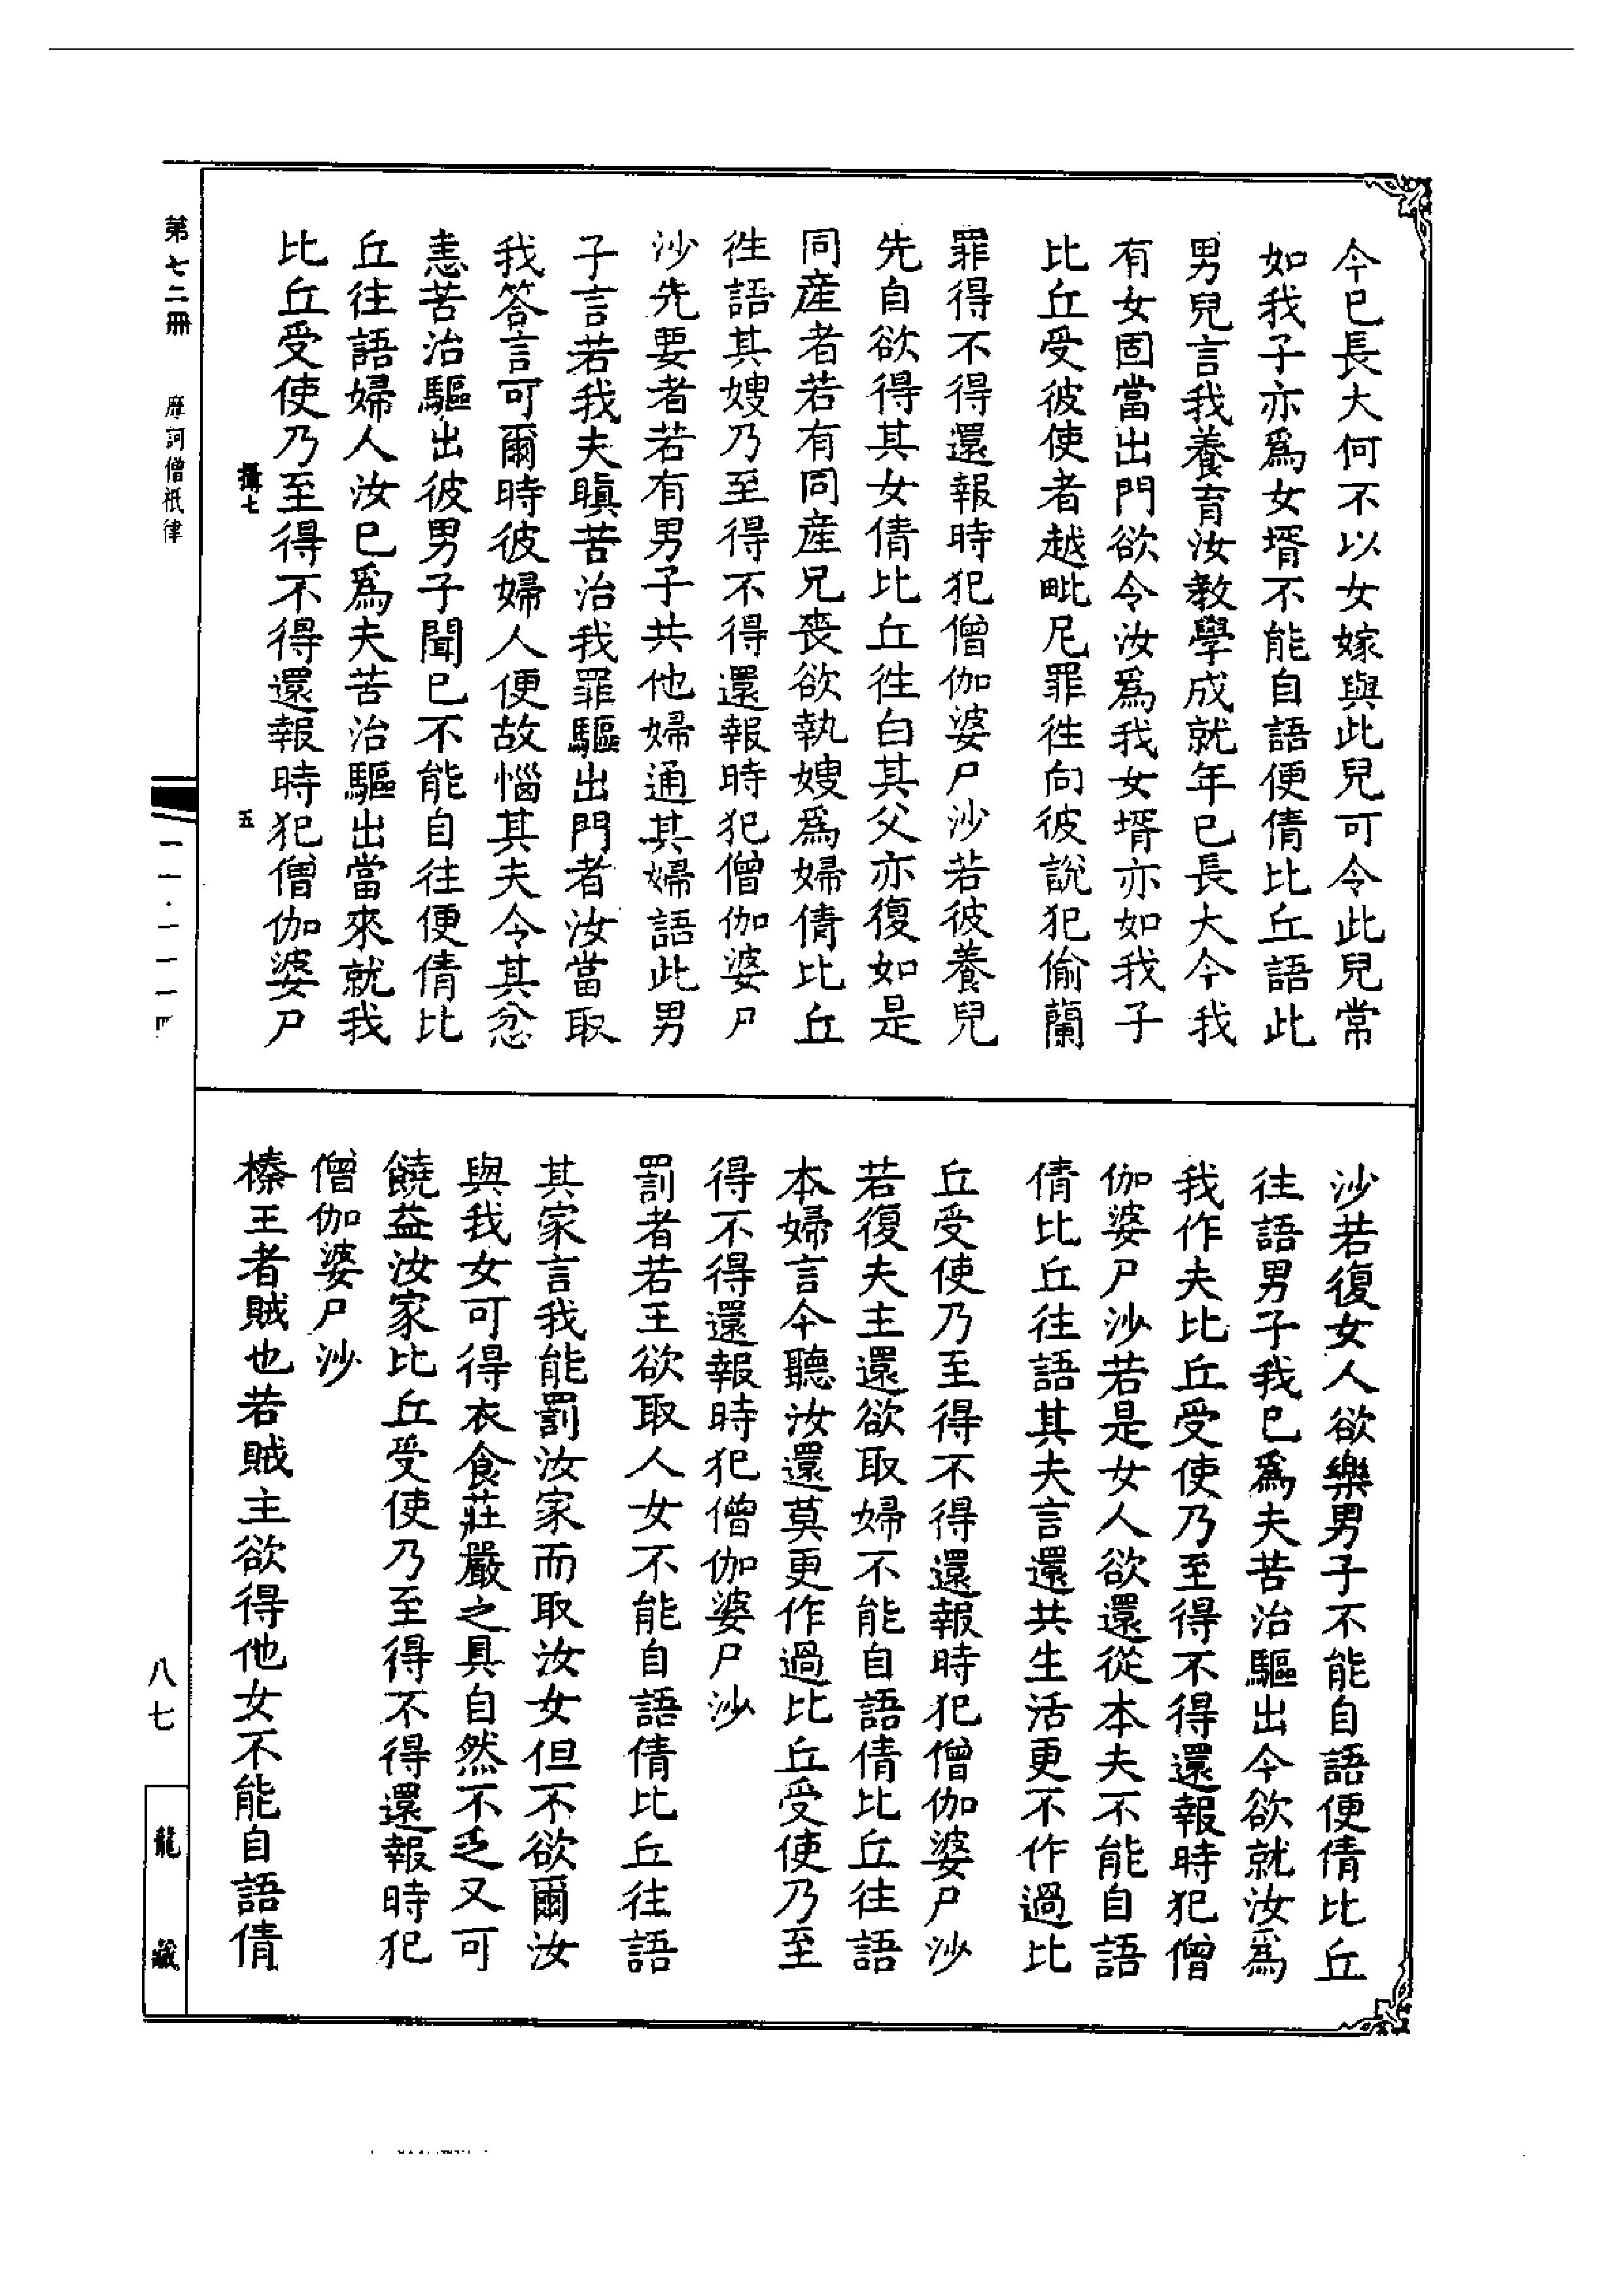 今已長大何不以女嫁與此兒可令此兒常
如我子亦爲女壻不能自語便倩比丘語此
男兒言我養育汝教學成就年已長大今我
有女固當出門欲令汝爲我女壻亦如我子
比丘受彼使者越毗尼罪徃向彼說犯偷蘭
罪得不得還報時犯僧伽婆尸沙若彼養兒
先自欲得其女倩比丘徃白其父亦復如是
同産者若有同産兄喪欲執嫂爲婦倩比丘
徃語其嫂乃至得不得還報時犯僧伽婆尸
沙先要者若有男子共他婦通其婦語此男
子言若我夫瞋苦治我罪驅出門者汝當取
我答言可爾時彼婦人便故惱其夫令其忿
恚苦治驅出彼男子聞已不能自往便倩比
丘往語婦人汝已爲夫苦治驅出當來就我
比丘受使乃至得不得還報時犯僧伽婆尸
沙若復女人欲樂男子不能自語便倩比丘
往語男子我已爲夫苦治驅出今欲就汝爲
我作夫比丘受使乃至得不得還報時犯僧
伽婆尸沙若是女人欲還從本夫不能自語
倩比丘往語其夫言還共生活更不作過比
丘受使乃至得不得還報時犯僧伽婆尸沙
若復夫主還欲取婦不能自語倩比丘往語
本婦言今聽汝還莫更作過比丘受使乃至
得不得還報時犯僧伽婆尸沙
罰者若王欲取人女不能自語倩比丘往語
其家言我能罰汝家而取汝女但不欲爾汝
與我女可得衣食莊嚴之具自然不乏又可
饒益汝家比丘受使乃至得不得還報時犯
僧伽婆尸沙
榛王者賊也若賊主欲得他女不能自語倩
攝七 五
第七二冊 摩訶僧祇律
一一·一一一四
八七
龍藏